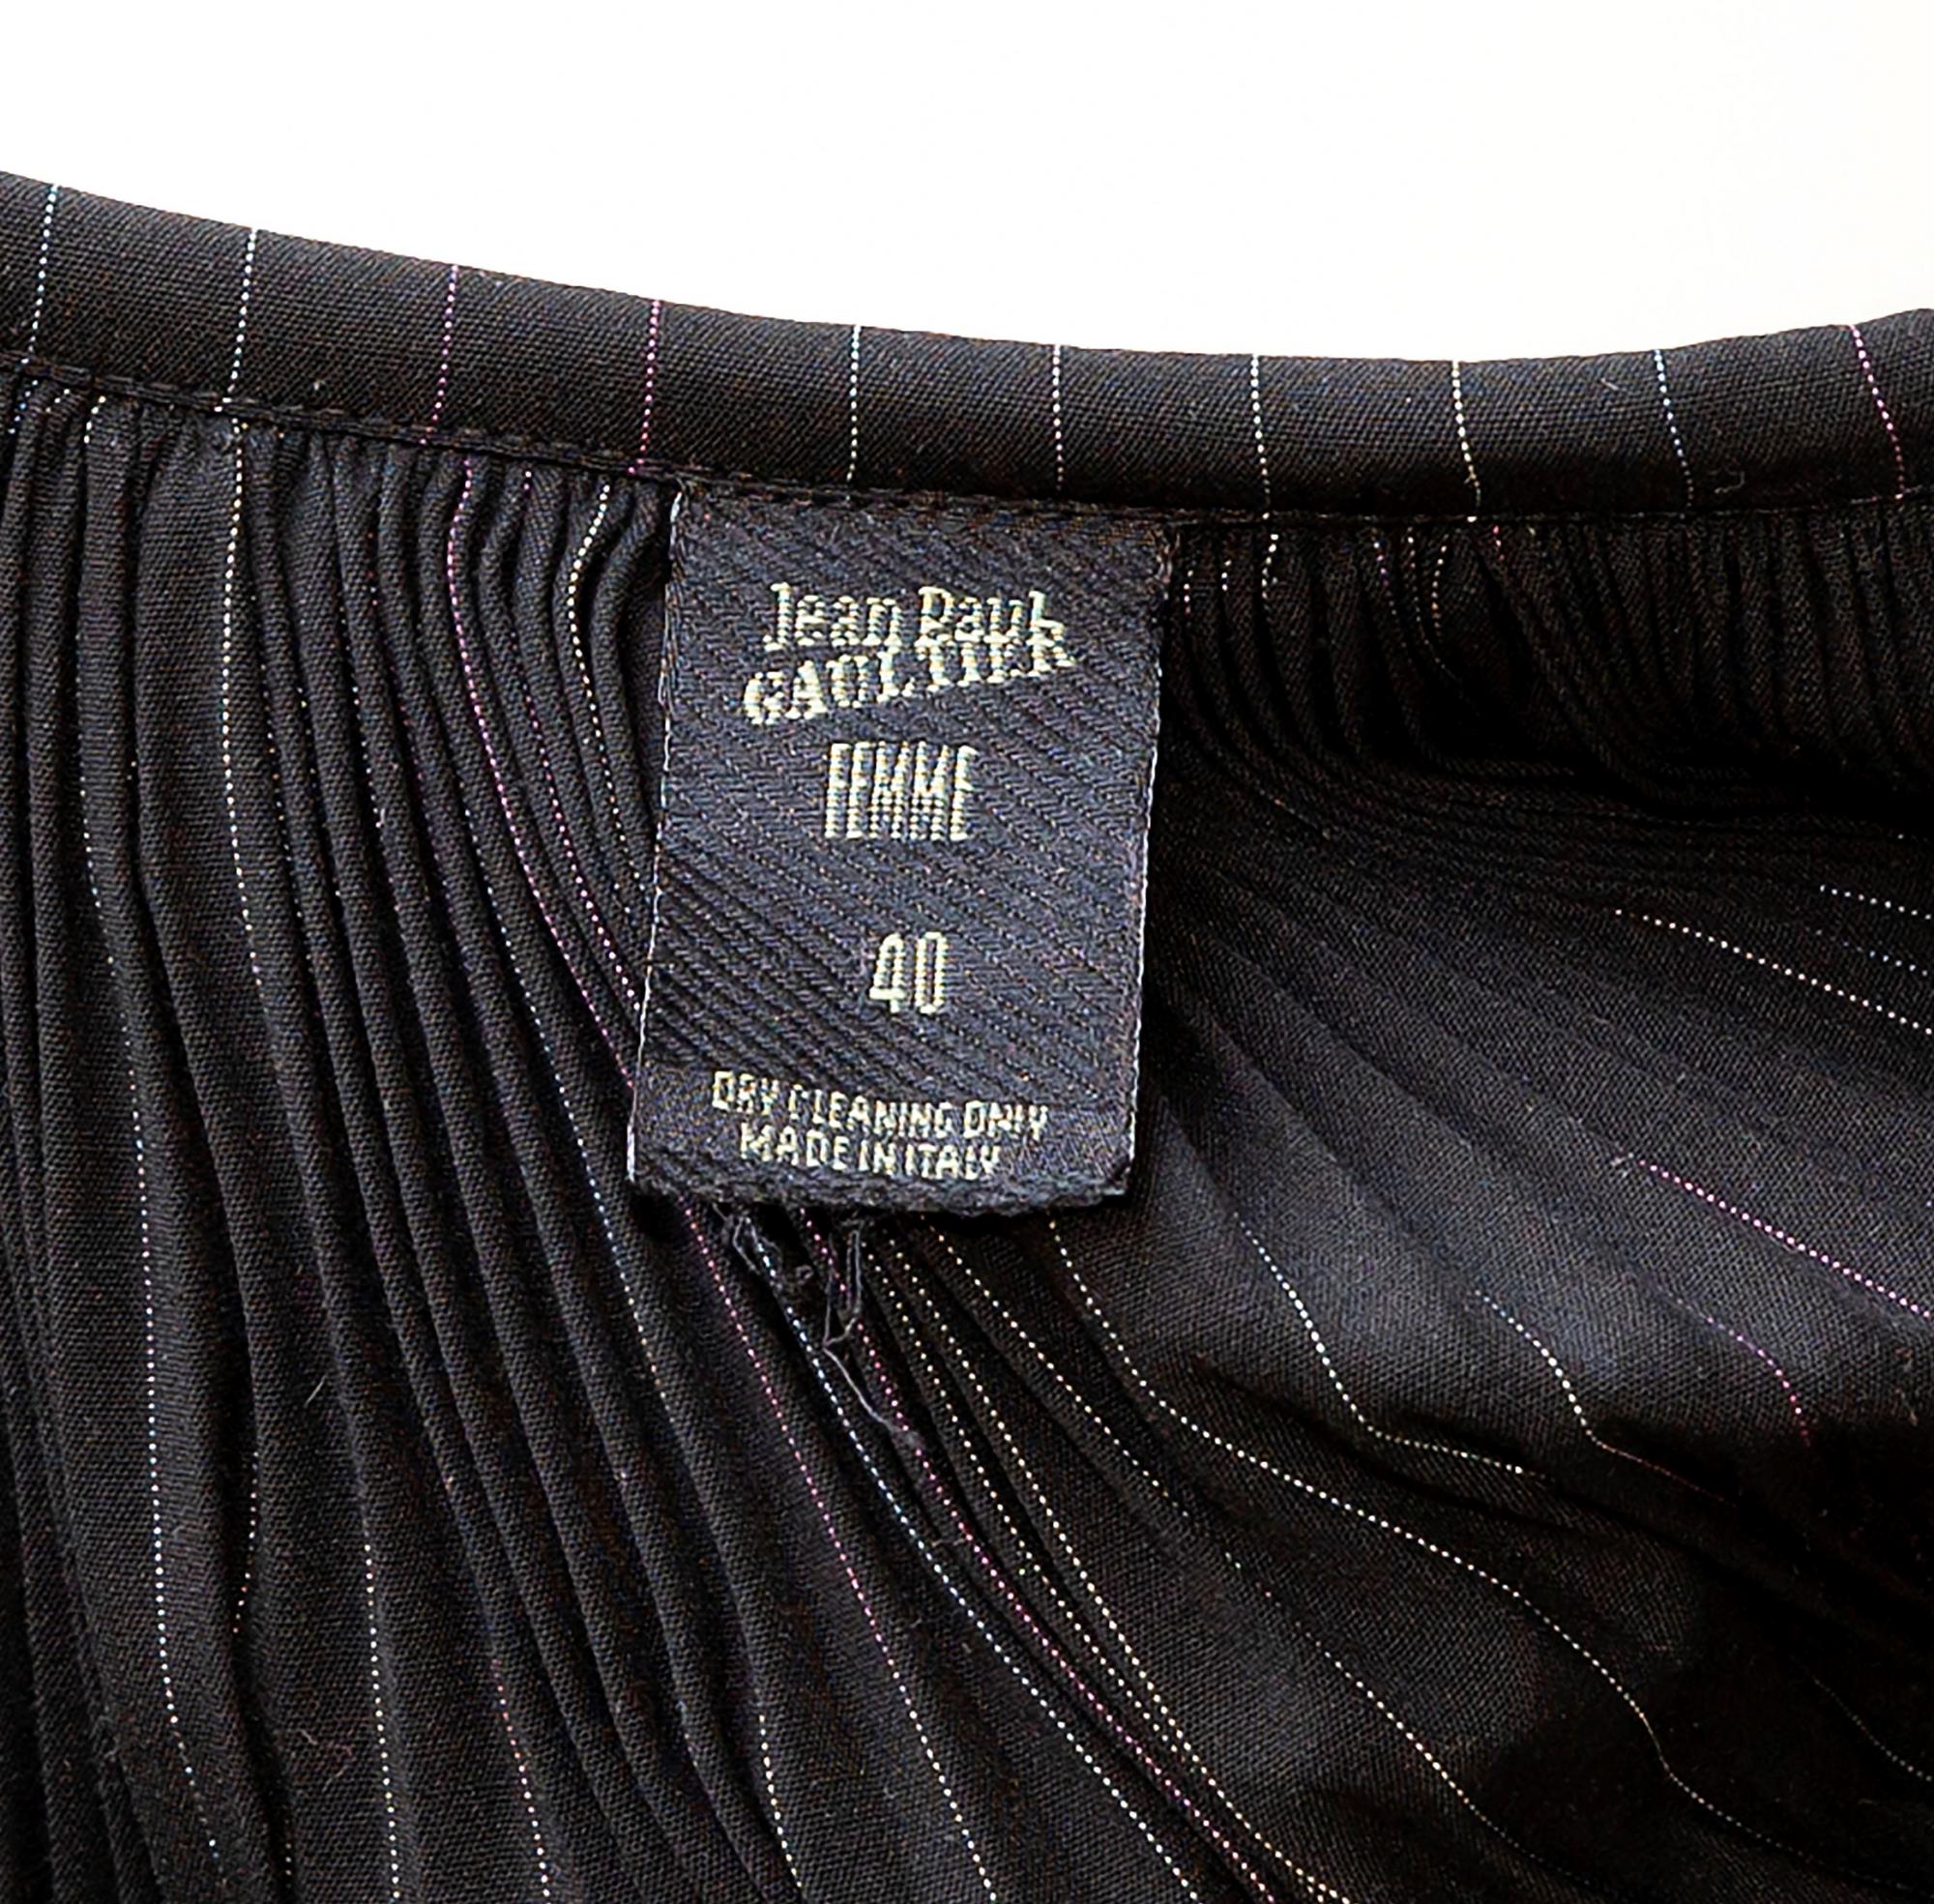 Jean Paul
GAULTIER
FEMME
40
DRY CLEANING ONLY
MADE IN ITALY